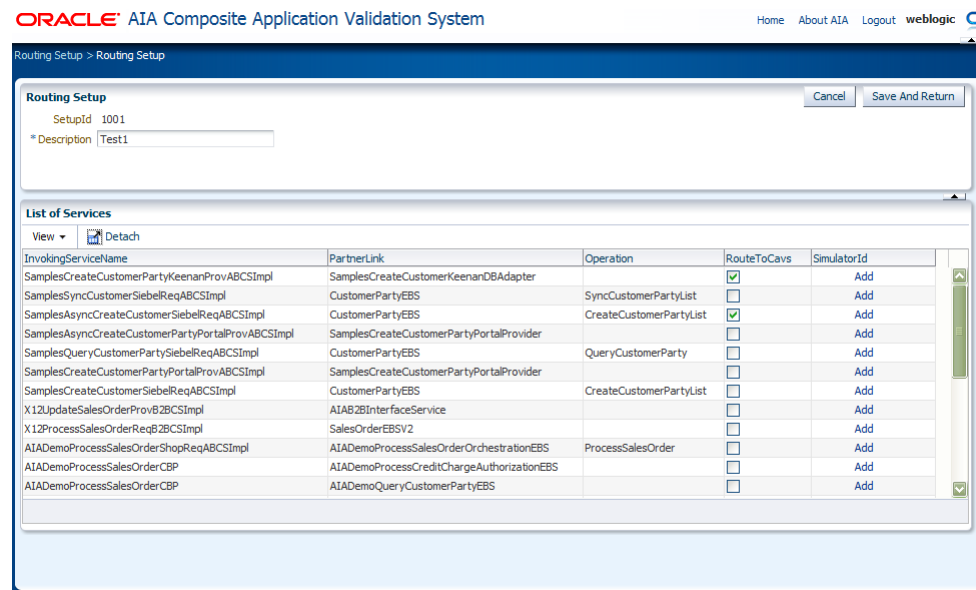 ORACLE AIA Composite Application Validation System Home About AIA Logout weblogic
Routing Setup > Routing Setup
Routing Setup Cancel Save And Return
SetupId 1001
* Description Test1
List of Services
View Detach
InvokingServiceName PartnerLink Operation RouteToCavs SimulatorId
SamplesCreateCustomerPartyKeenanProvABCSImpl SamplesCreateCustomerKeenanDBAdapter Add
SamplesSyncCustomerSiebelReqABCSImpl CustomerPartyEBS SyncCustomerPartyList Add
SamplesAsyncCreateCustomerSiebelReqABCSImpl CustomerPartyEBS CreateCustomerPartyList Add
SamplesAsyncCreateCustomerPartyPortalProvABCSImpl SamplesCreateCustomerPartyPortalProvider Add
SamplesQueryCustomerPartySiebelReqABCSImpl CustomerPartyEBS QueryCustomerParty Add
SamplesCreateCustomerPartyPortalProvABCSImpl SamplesCreateCustomerPartyPortalProvider Add
SamplesCreateCustomerSiebelReqABCSImpl CustomerPartyEBS CreateCustomerPartyList Add
X12UpdateSalesOrderProvB2BCSImpl AIAB2BInterfaceService Add
X12ProcessSalesOrderReqB2BCSImpl SalesOrderEBSV2 Add
AIADemoProcessSalesOrderShopReqABCSImpl AIADemoProcessSalesOrderOrchestrationEBS ProcessSalesOrder Add
AIADemoProcessSalesOrderCBP AIADemoProcessCreditChargeAuthorizationEBS Add
AIADemoProcessSalesOrderCBP AIADemoQueryCustomerPartyEBS Add